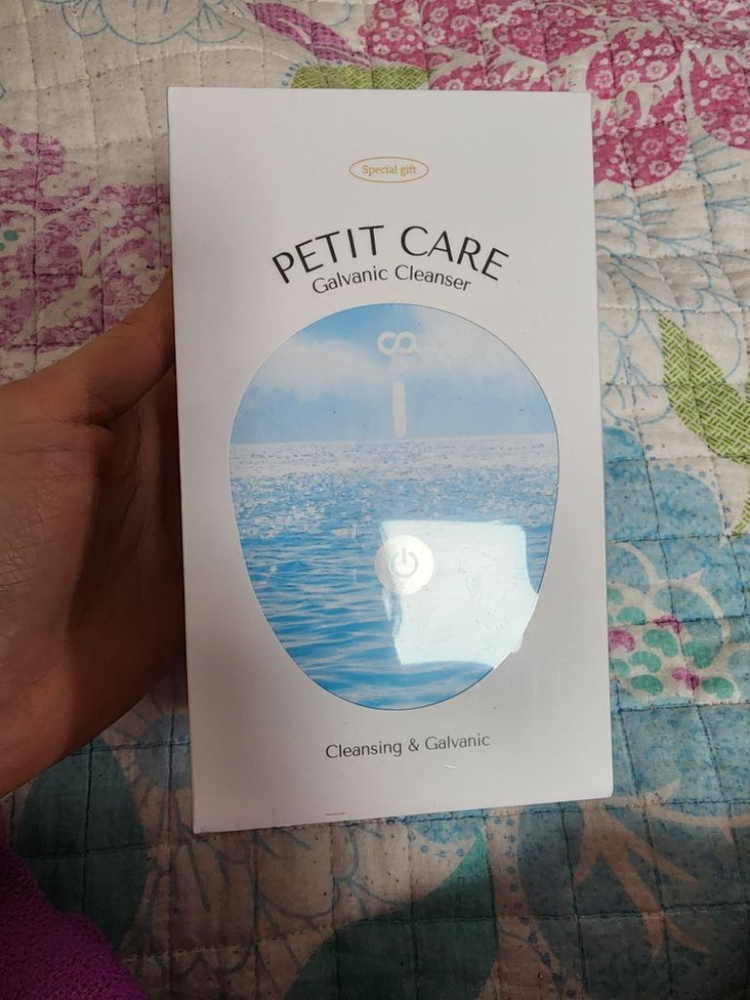 Special gift
PETIT CARE
Galvanic Cleanser
Cleansing & Galvanic